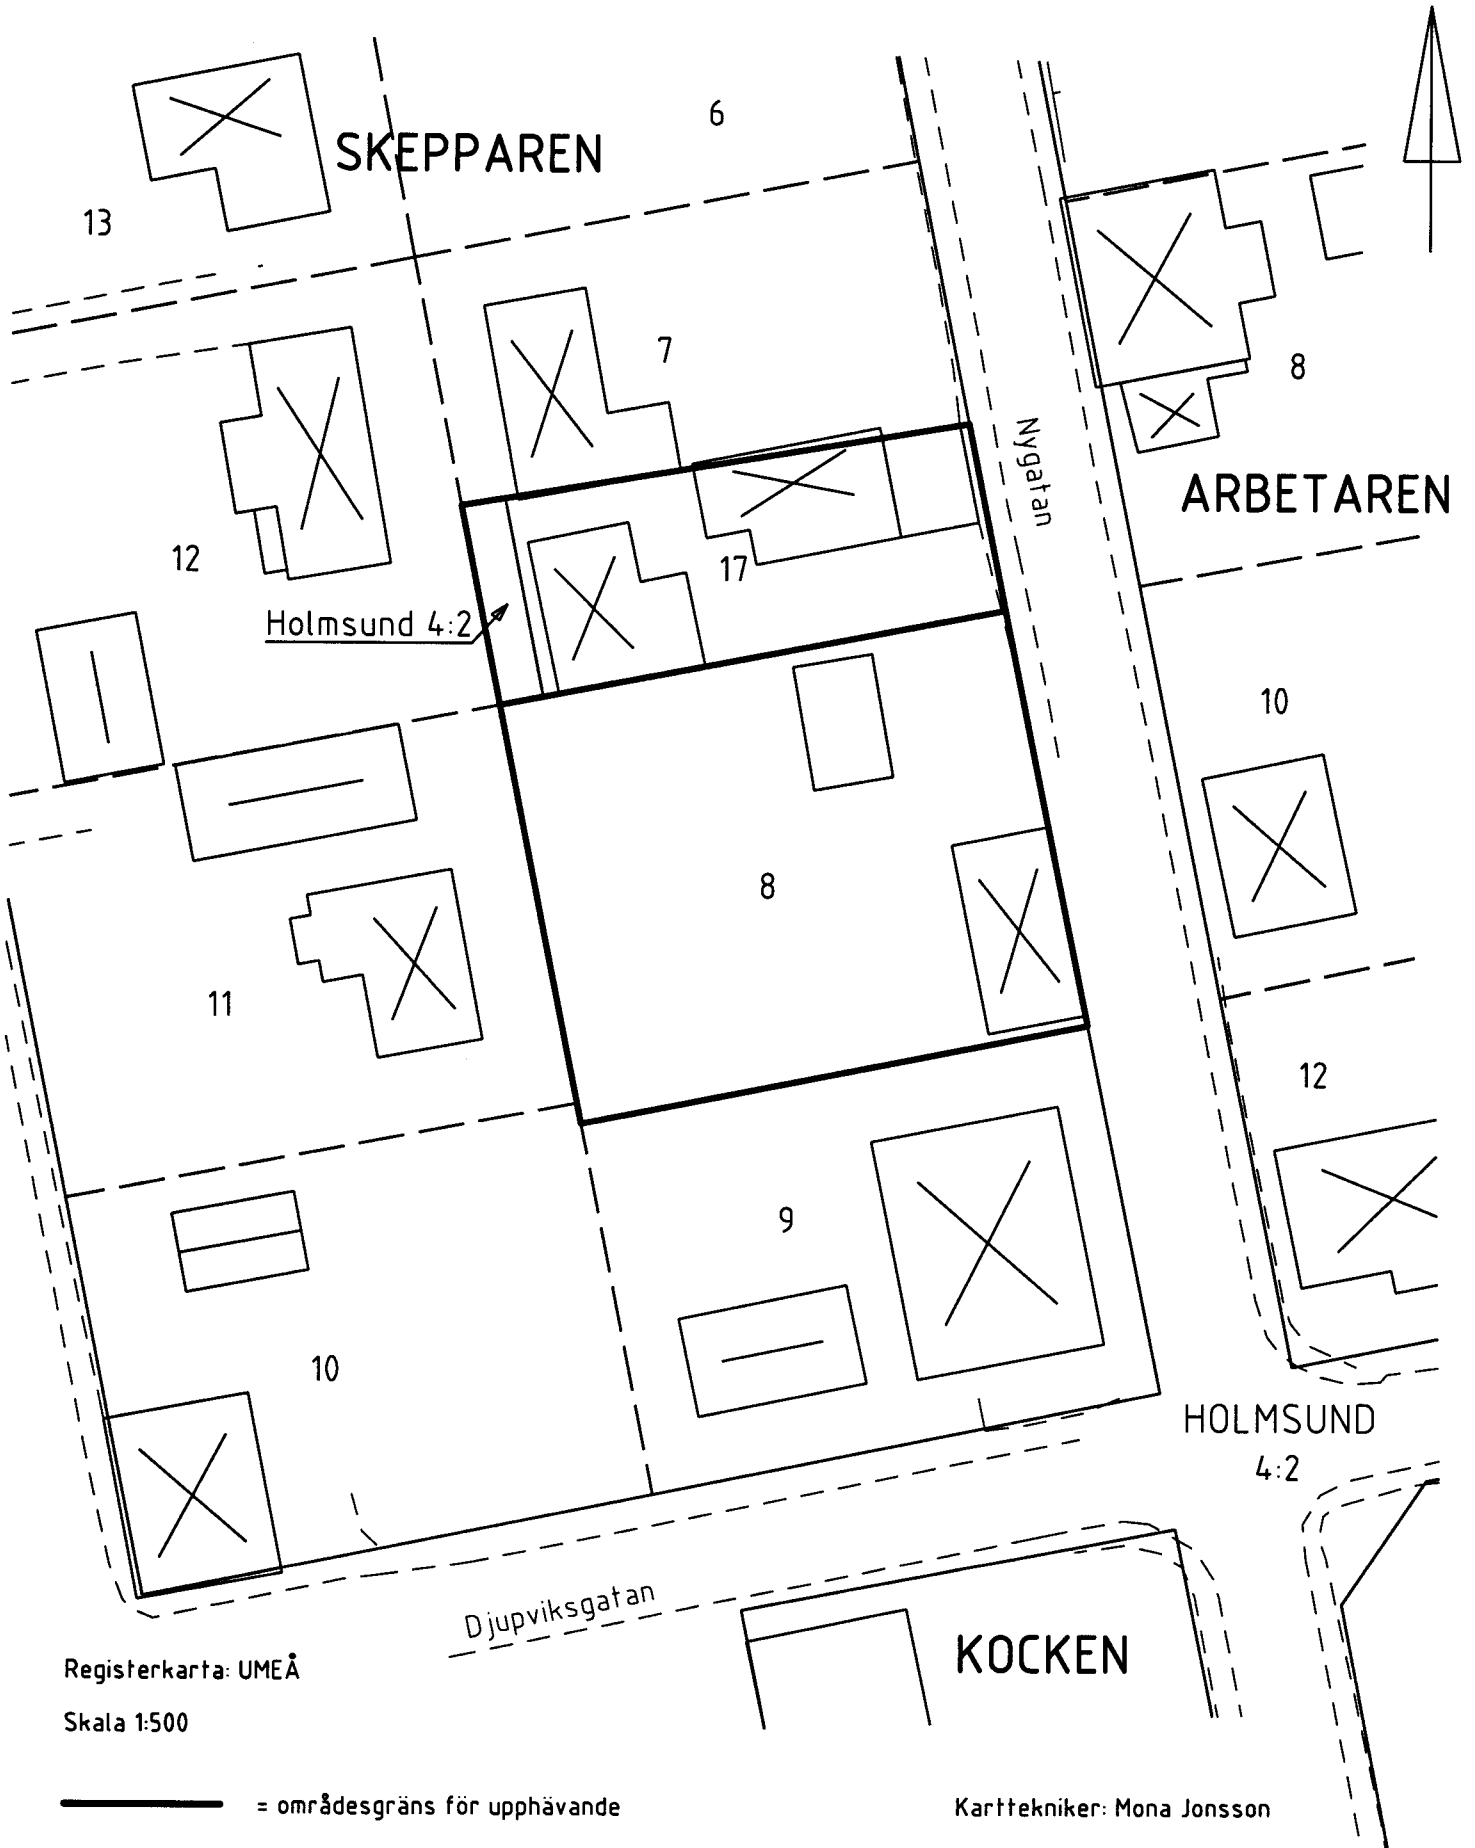 6
SKEPPAREN
13
7
8
Nygatan
ARBETAREN
12
17
Holmsund 4:2
10
8
11
12
9
10
HOLMSUND
4:2
Djupviksgatan
KOCKEN
Registerkarta: UMEÅ
Skala 1:500
= områdesgräns för upphävande
Karttekniker: Mona Jonsson